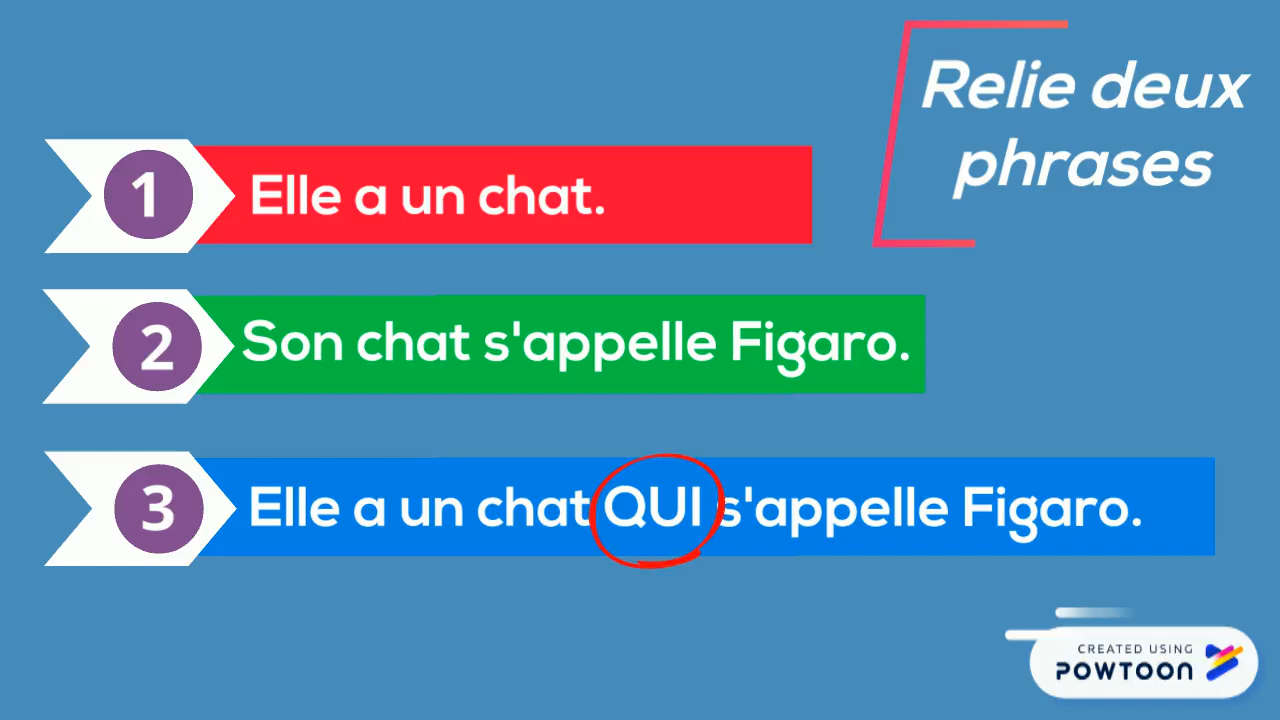 Relie deux
phrases
1 Elle a un chat.
2 Son chat s'appelle Figaro.
3 Elle a un chat QUI s'appelle Figaro.
CREATED USING
POWTOON